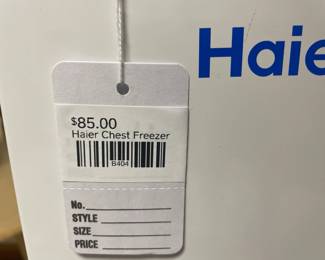 Haie
$85.00
Haier Chest Freezer
B404
No.
STYLE
SIZE
PRICE